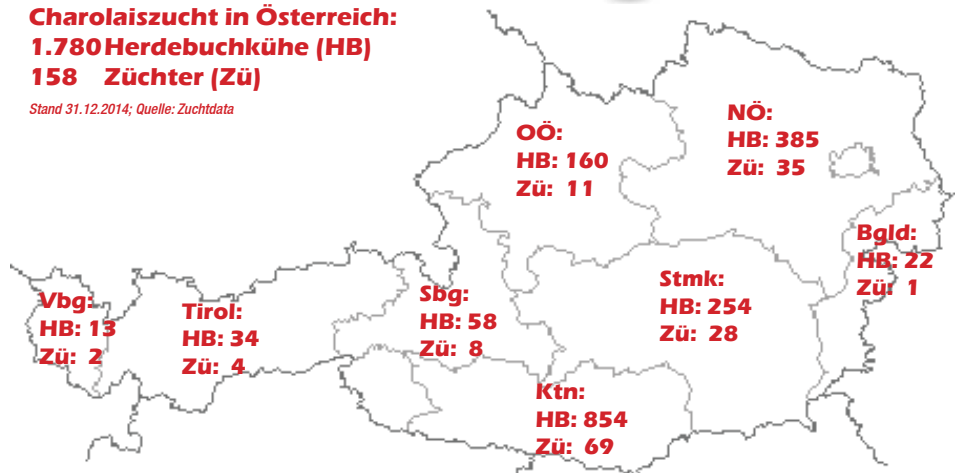 Charolaiszucht in Österreich:
1.780 Herdebuchkühe (HB)
158 Züchter (Zü)
Stand 31.12.2014; Quelle: Zuchtdata
NÖ:
HB: 385
Zü: 35
OÖ:
HB: 160
Zü: 11
Bgld:
HB: 22
Zü: 1
Stmk:
HB: 254
Zü: 28
Sbg:
HB: 58
Zü: 8
Vbg:
HB: 13
Zü: 2
Tirol:
HB: 34
Zü: 4
Ktn:
HB: 854
Zü: 69